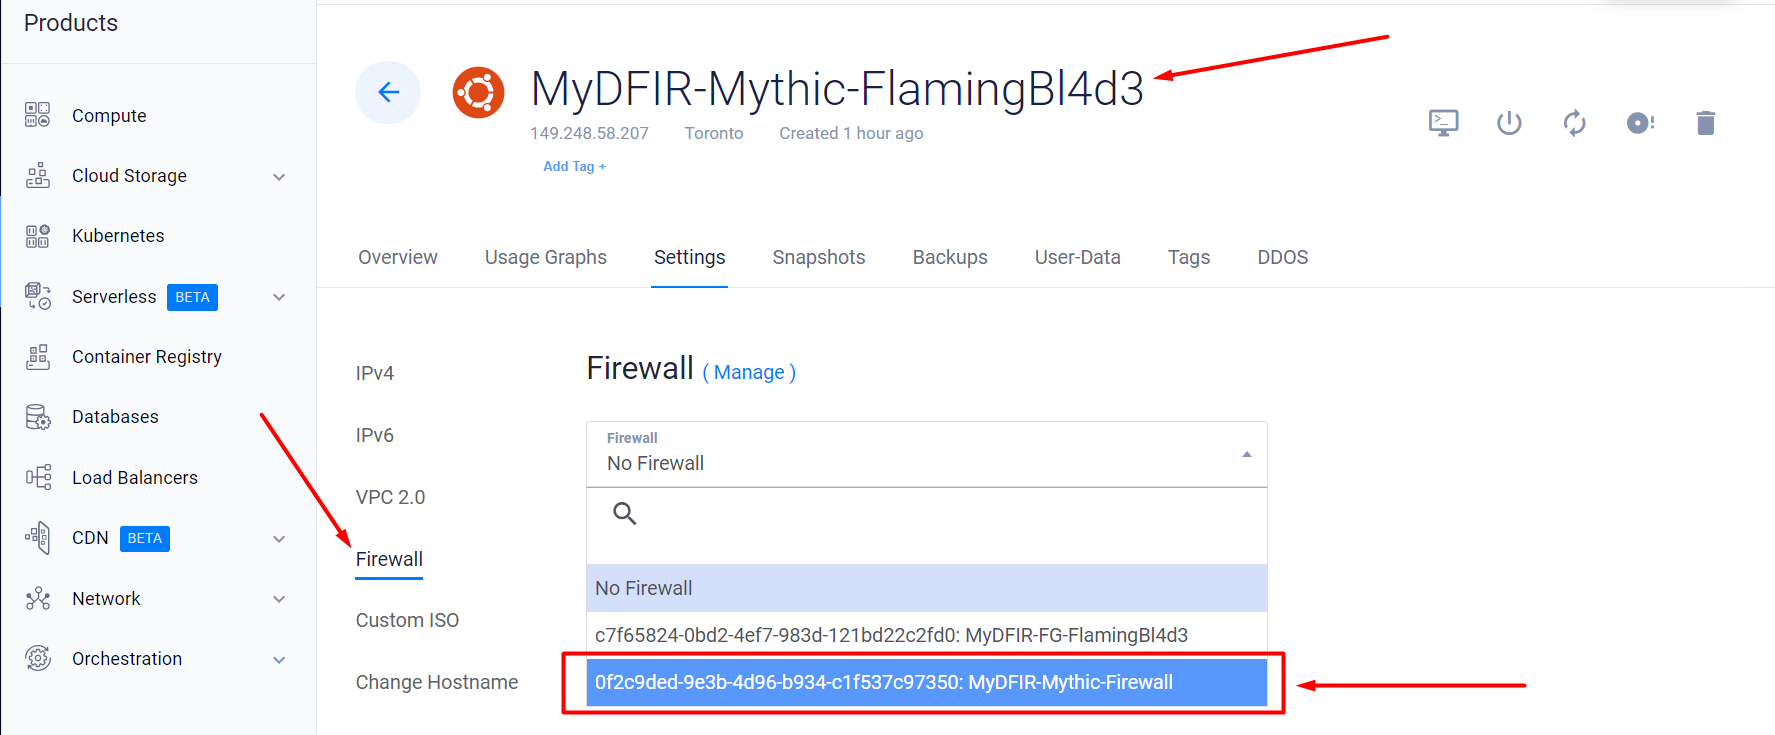 Products
Compute
Cloud Storage
Kubernetes
Serverless BETA
Container Registry
Databases
Load Balancers
CDN BETA
Network
Orchestration
MyDFIR-Mythic-FlamingBl4d3
149.248.58.207 Toronto Created 1 hour ago
Add Tag +
Overview Usage Graphs Settings Snapshots Backups User-Data Tags DDOS
IPv4
IPv6
VPC 2.0
Firewall
Custom ISO
Change Hostname
Firewall ( Manage )
Firewall
No Firewall
No Firewall
c7f65824-0bd2-4ef7-983d-121bd22c2fd0: MyDFIR-FG-FlamingBl4d3
0f2c9ded-9e3b-4d96-b934-c1f537c97350: MyDFIR-Mythic-Firewall